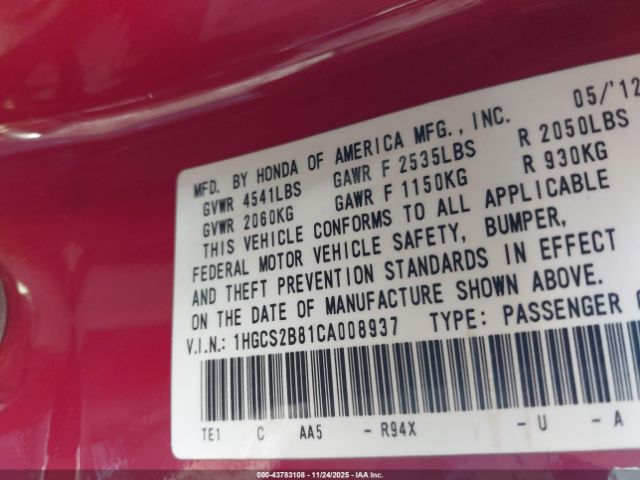 MFD. BY HONDA OF AMERICA MFG., INC. 05/'12
GVWR 4541LBS GAWR F 2535LBS R 2050LBS
GVWR 2060KG GAWR F 1150KG R 930KG
THIS VEHICLE CONFORMS TO ALL APPLICABLE
FEDERAL MOTOR VEHICLE SAFETY, BUMPER,
AND THEFT PREVENTION STANDARDS IN EFFECT
ON THE DATE OF MANUFACTURE SHOWN ABOVE.
V.I.N.: 1HGCS2B81CA008937 TYPE: PASSENGER
TE1 C AA5 - R94X - U - A
000-43783108 - 11/24/2025 - IAAI.COM